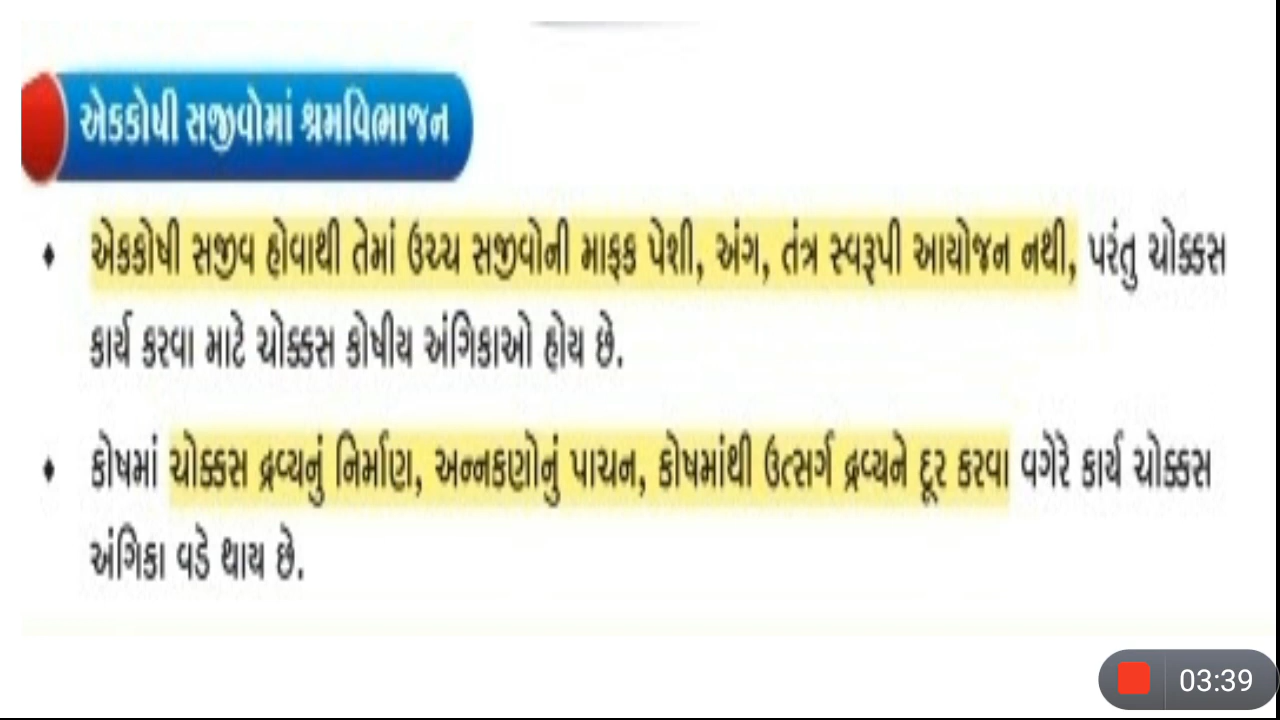 એકકોષી સજીવોમાં શ્રમવિભાજન
♦ એકકોષી સજીવ હોવાથી તેમાં ઉચ્ચ સજીવોની માફક પેશી, અંગ, તંત્ર સ્વરૂપી આયોજન નથી, પરંતુ ચોક્કસ
કાર્ય કરવા માટે ચોક્કસ કોષીય અંગિકાઓ હોય છે.
♦ કોષમાં ચોક્કસ દ્રવ્યનું નિર્માણ, અન્નકણોનું પાચન, કોષમાંથી ઉત્સર્ગ દ્રવ્યને દૂર કરવા વગેરે કાર્ય ચોક્કસ
અંગિકા વડે થાય છે.
03:39